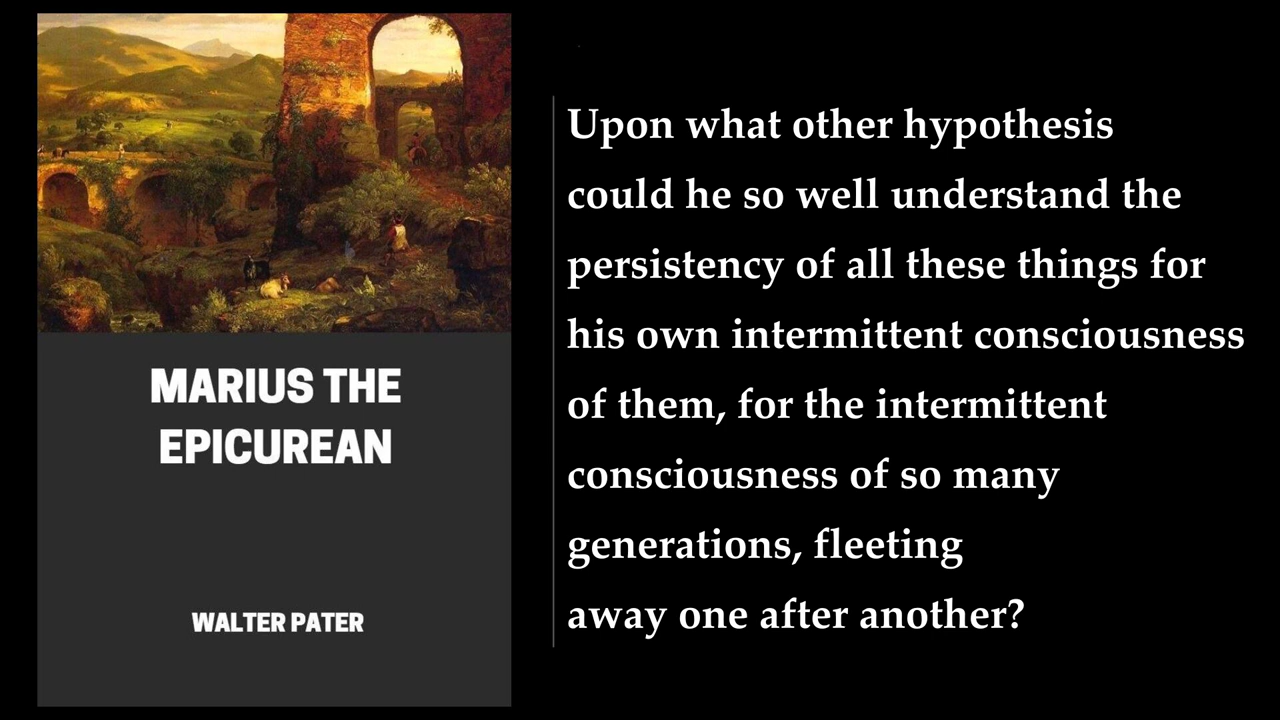 MARIUS THE
EPICUREAN
WALTER PATER
Upon what other hypothesis
could he so well understand the
persistency of all these things for
his own intermittent consciousness
of them, for the intermittent
consciousness of so many
generations, fleeting
away one after another?